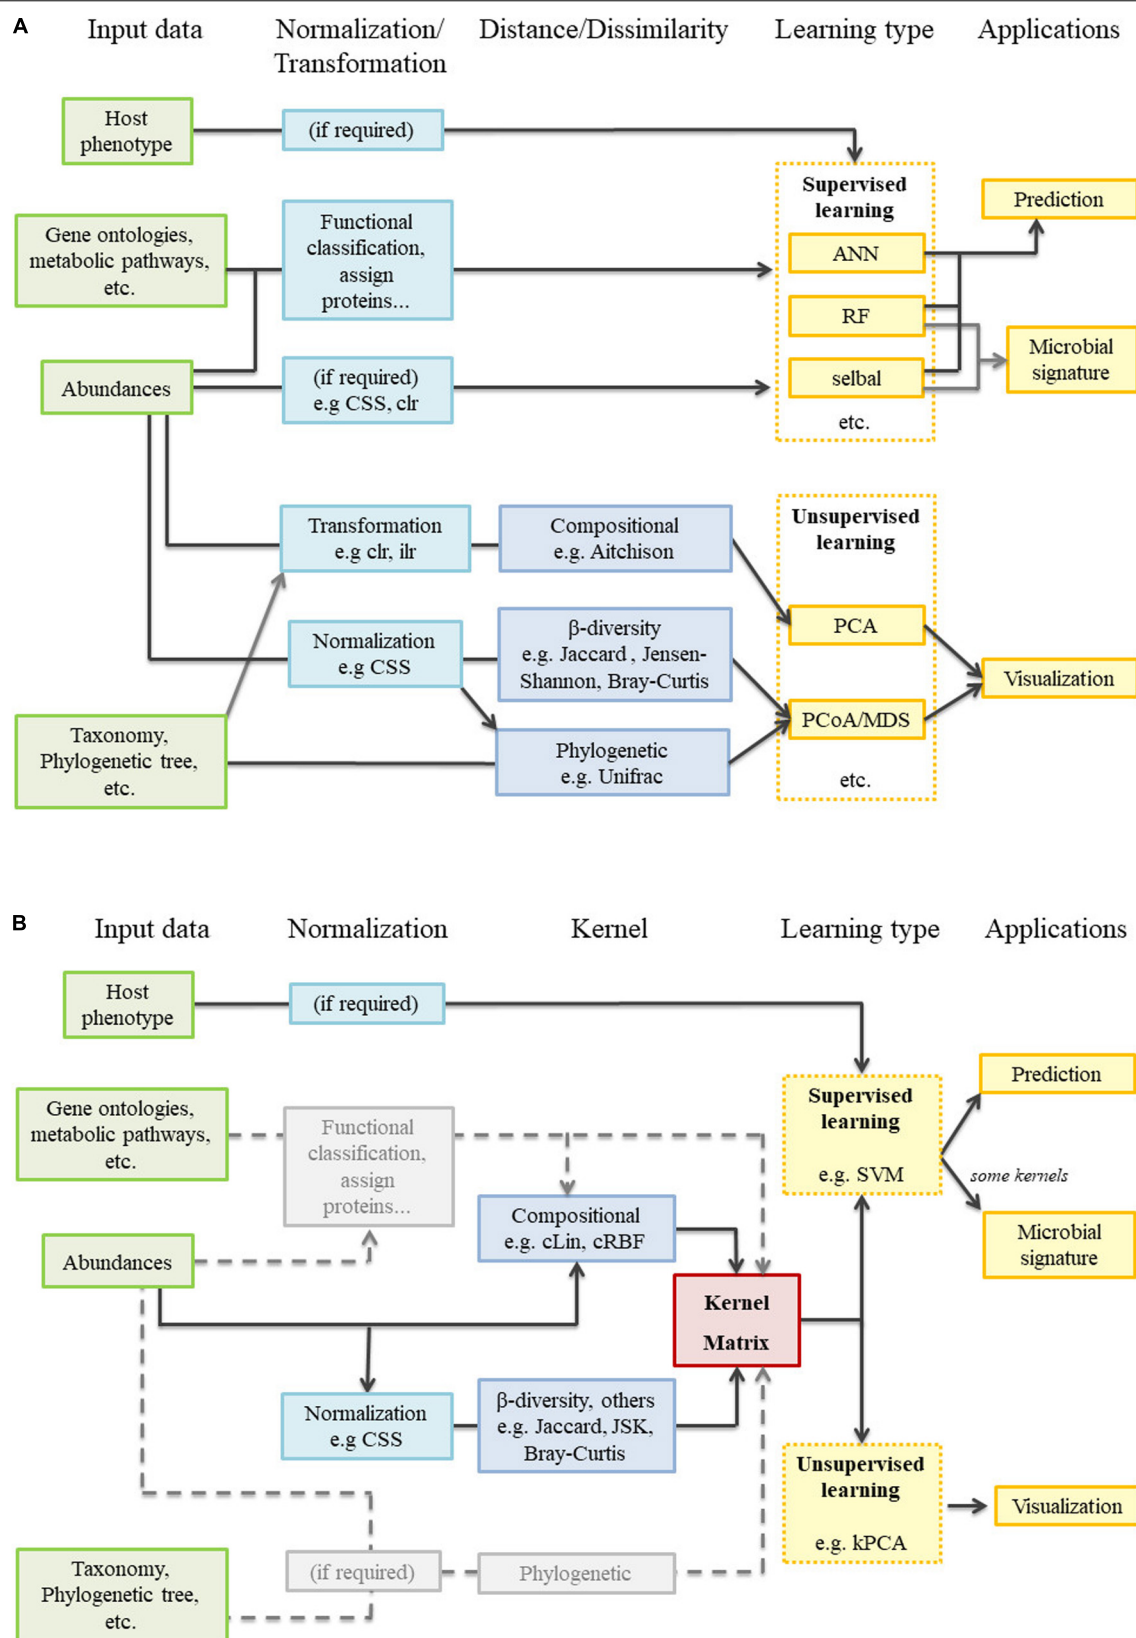 A
Input data
Normalization/
Transformation
Distance/Dissimilarity
Learning type
Applications
Host
phenotype
(if required)
Gene ontologies,
metabolic pathways,
etc.
Functional
classification,
assign
proteins...
Supervised
learning
ANN
RF
selbal
etc.
Prediction
Microbial
signature
Abundances
(if required)
e.g CSS, clr
Transformation
e.g clr, ilr
Compositional
e.g. Aitchison
Unsupervised
learning
PCA
PCoA/MDS
etc.
Normalization
e.g CSS
β-diversity
e.g. Jaccard , Jensen-
Shannon, Bray-Curtis
Visualization
Taxonomy,
Phylogenetic tree,
etc.
Phylogenetic
e.g. Unifrac
B
Input data
Normalization
Kernel
Learning type
Applications
Host
phenotype
(if required)
Gene ontologies,
metabolic pathways,
etc.
Functional
classification,
assign
proteins...
Supervised
learning
e.g. SVM
Prediction
some kernels
Microbial
signature
Abundances
Compositional
e.g. cLin, cRBF
Kernel
Matrix
Normalization
e.g CSS
β-diversity, others
e.g. Jaccard, JSK,
Bray-Curtis
Unsupervised
learning
e.g. kPCA
Visualization
Taxonomy,
Phylogenetic tree,
etc.
(if required)
Phylogenetic